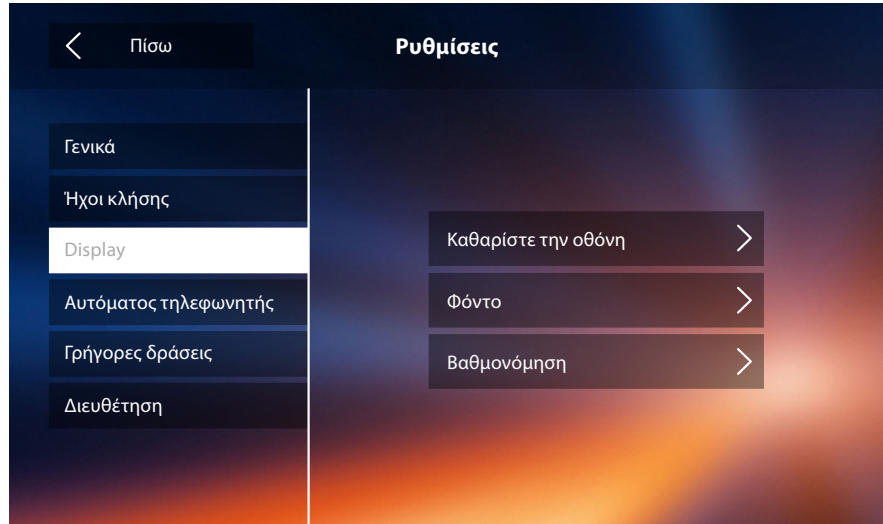 Πίσω
Ρυθμίσεις
Γενικά
Ήχοι κλήσης
Display
Αυτόματος τηλεφωνητής
Γρήγορες δράσεις
Διευθέτηση
Καθαρίστε την οθόνη
Φόντο
Βαθμονόμηση